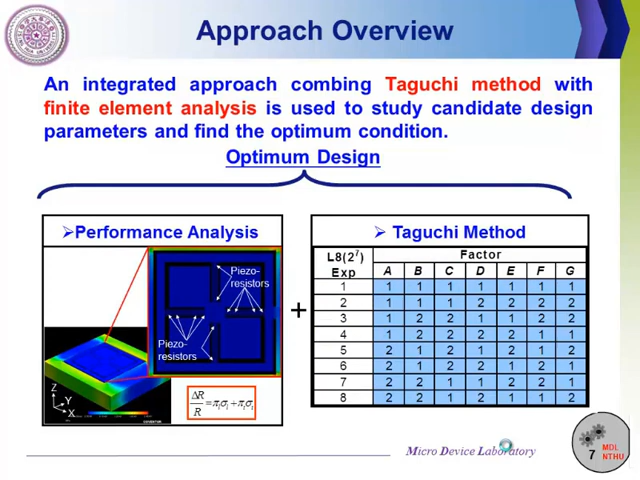 Approach Overview
An integrated approach combing Taguchi method with
finite element analysis is used to study candidate design
parameters and find the optimum condition.
Optimum Design
➢Performance Analysis
Piezo-
resistors
Piezo-
resistors
Z
Y
X
ΔR/R = πₗσₗ + πₜσₜ
+
➢ Taguchi Method
L8(2⁷) Factor
Exp A B C D E F G
1 1 1 1 1 1 1 1
2 1 1 1 2 2 2 2
3 1 2 2 1 1 2 2
4 1 2 2 2 2 1 1
5 2 1 2 1 2 1 2
6 2 1 2 2 1 2 1
7 2 2 1 1 2 2 1
8 2 2 1 2 1 1 2
Micro Device Laboratory
7 MDL
NTHU